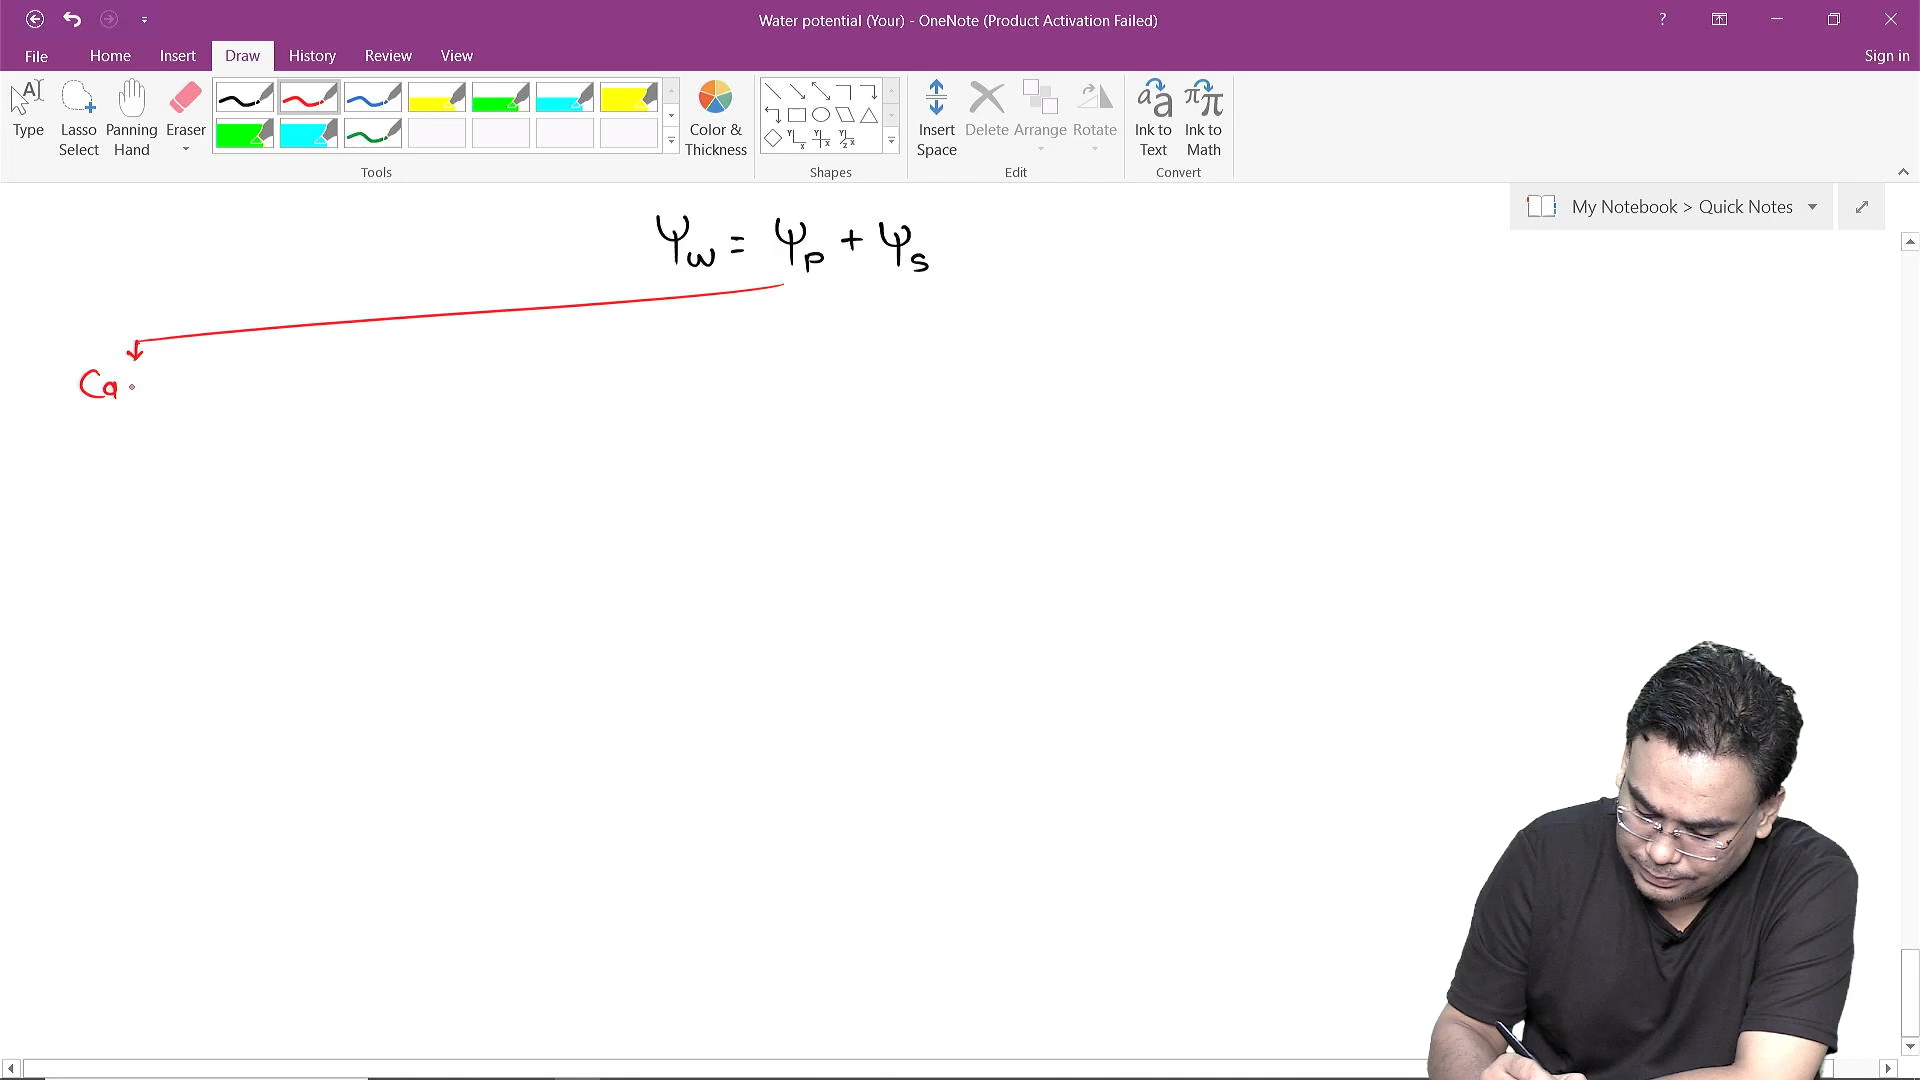 Water potential (Your) - OneNote (Product Activation Failed)
?
File Home Insert Draw History Review View
Sign in
Type
Lasso Select
Panning Hand
Eraser
Color & Thickness
Insert Space
Delete
Arrange
Rotate
Ink to Text
Ink to Math
Tools
Shapes
Edit
Convert
My Notebook > Quick Notes
Ψw = Ψp + Ψs
Ca